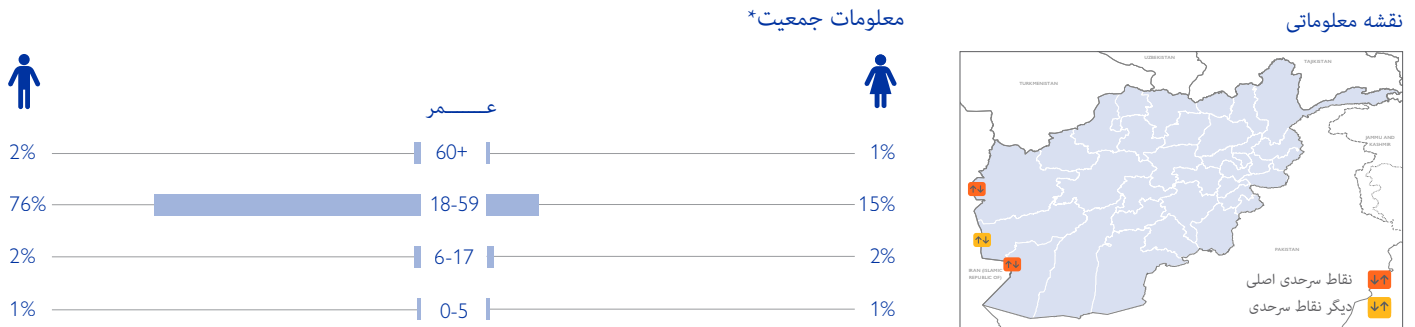 نقشه معلوماتی
معلومات جمعیت*
عــــــمر
2% 60+ 1%
76% 18-59 15%
2% 6-17 2%
1% 0-5 1%
UZBEKISTAN
TAJIKISTAN
TURKMENISTAN
JAMMU AND
KASHMIR
PAKISTAN
IRAN (ISLAMIC
REPUBLIC OF)
نقاط سرحدی اصلی
دیگر نقاط سرحدی